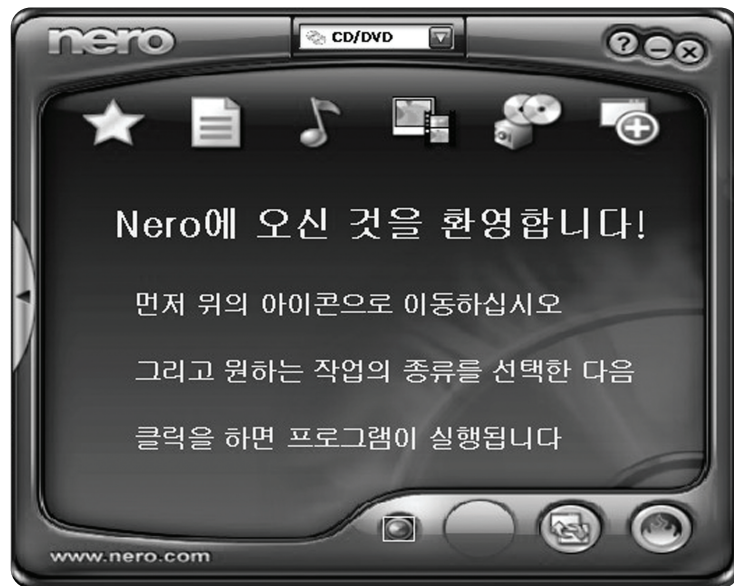 nero
CD/DVD
Nero에 오신 것을 환영합니다!
먼저 위의 아이콘으로 이동하십시오
그리고 원하는 작업의 종류를 선택한 다음
클릭을 하면 프로그램이 실행됩니다
www.nero.com